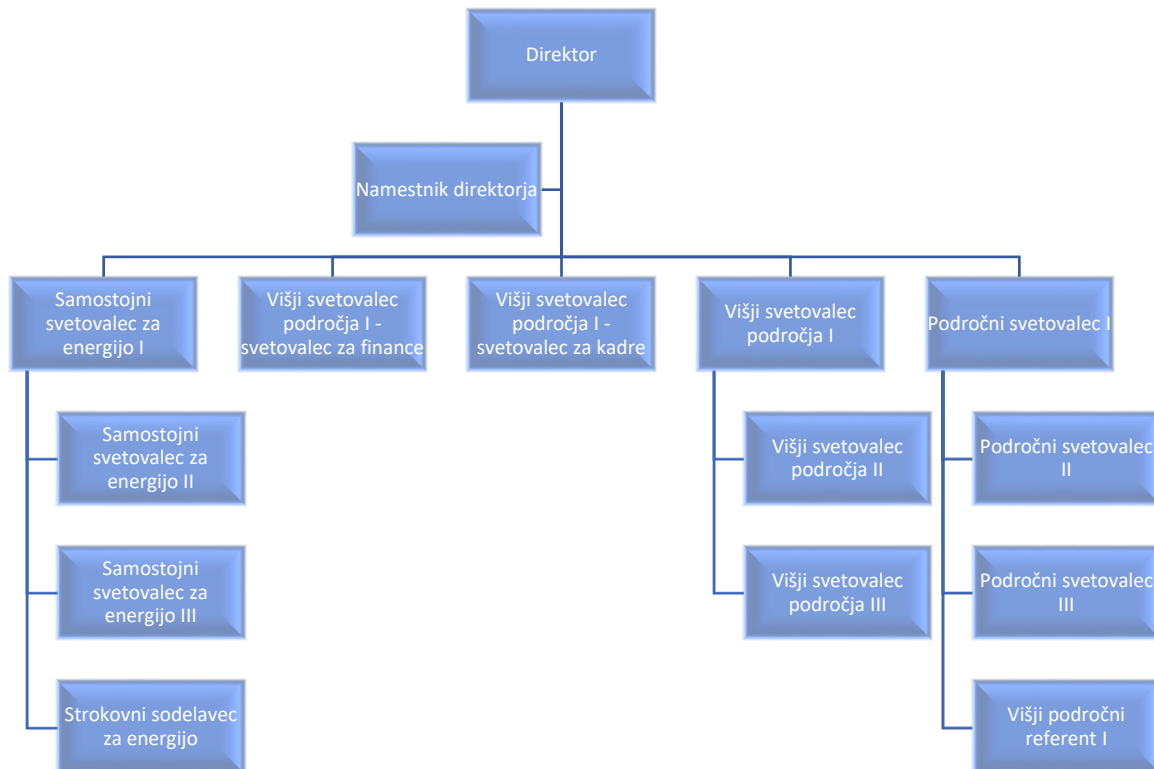 Direktor
Namestnik direktorja
Samostojni
svetovalec za
energijo I
Višji svetovalec
področja I -
svetovalec za finance
Višji svetovalec
področja I -
svetovalec za kadre
Višji svetovalec
področja I
Področni svetovalec I
Samostojni
svetovalec za
energijo II
Višji svetovalec
področja II
Področni svetovalec
II
Samostojni
svetovalec za
energijo III
Višji svetovalec
področja III
Področni svetovalec
III
Strokovni sodelavec
za energijo
Višji področni
referent I